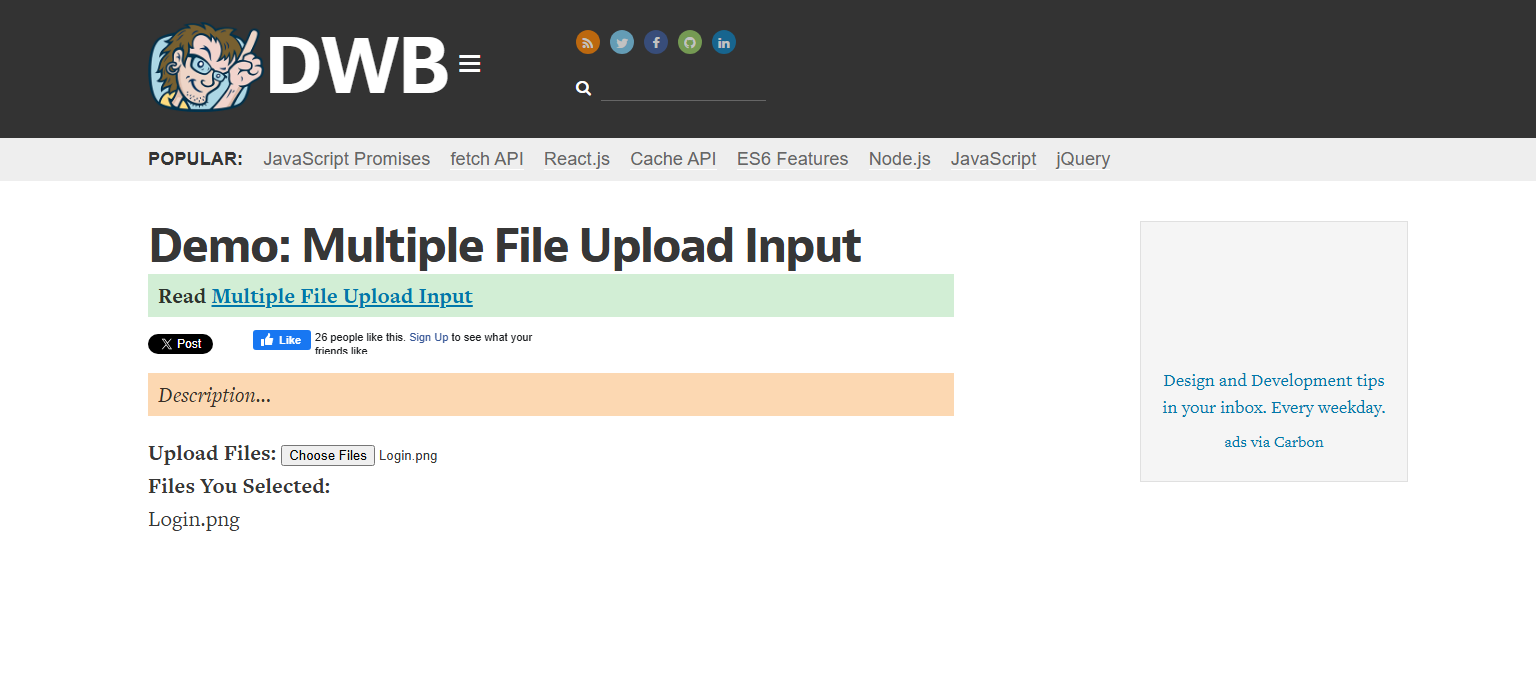 DWB
POPULAR: JavaScript Promises fetch API React.js Cache API ES6 Features Node.js JavaScript jQuery
Demo: Multiple File Upload Input
Read Multiple File Upload Input
Post
Like
26 people like this. Sign Up to see what your
friends like
Description...
Upload Files: Choose Files Login.png
Files You Selected:
Login.png
Design and Development tips
in your inbox. Every weekday.
ads via Carbon